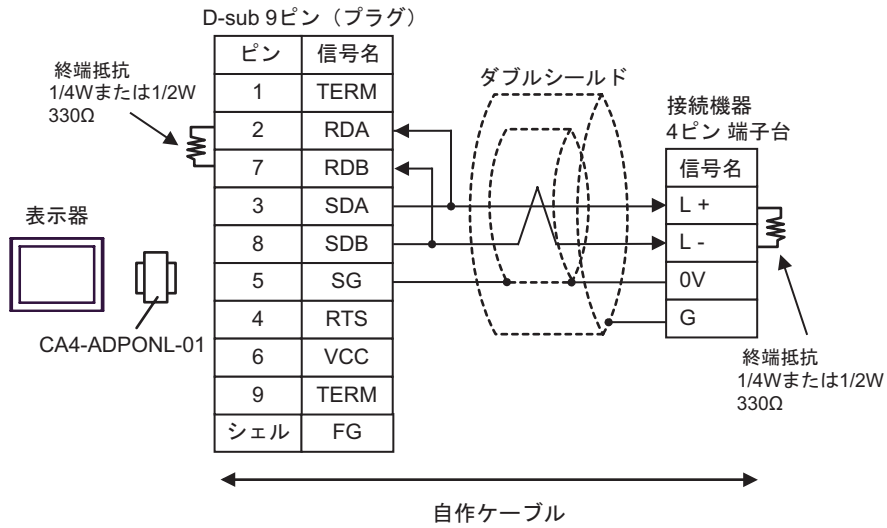 D-sub 9ピン（プラグ）
ピン 信号名
1 TERM
2 RDA
7 RDB
3 SDA
8 SDB
5 SG
4 RTS
6 VCC
9 TERM
シェル FG
終端抵抗
1/4Wまたは1/2W
330Ω
表示器
CA4-ADPONL-01
ダブルシールド
接続機器
4ピン 端子台
信号名
L +
L -
0V
G
終端抵抗
1/4Wまたは1/2W
330Ω
自作ケーブル